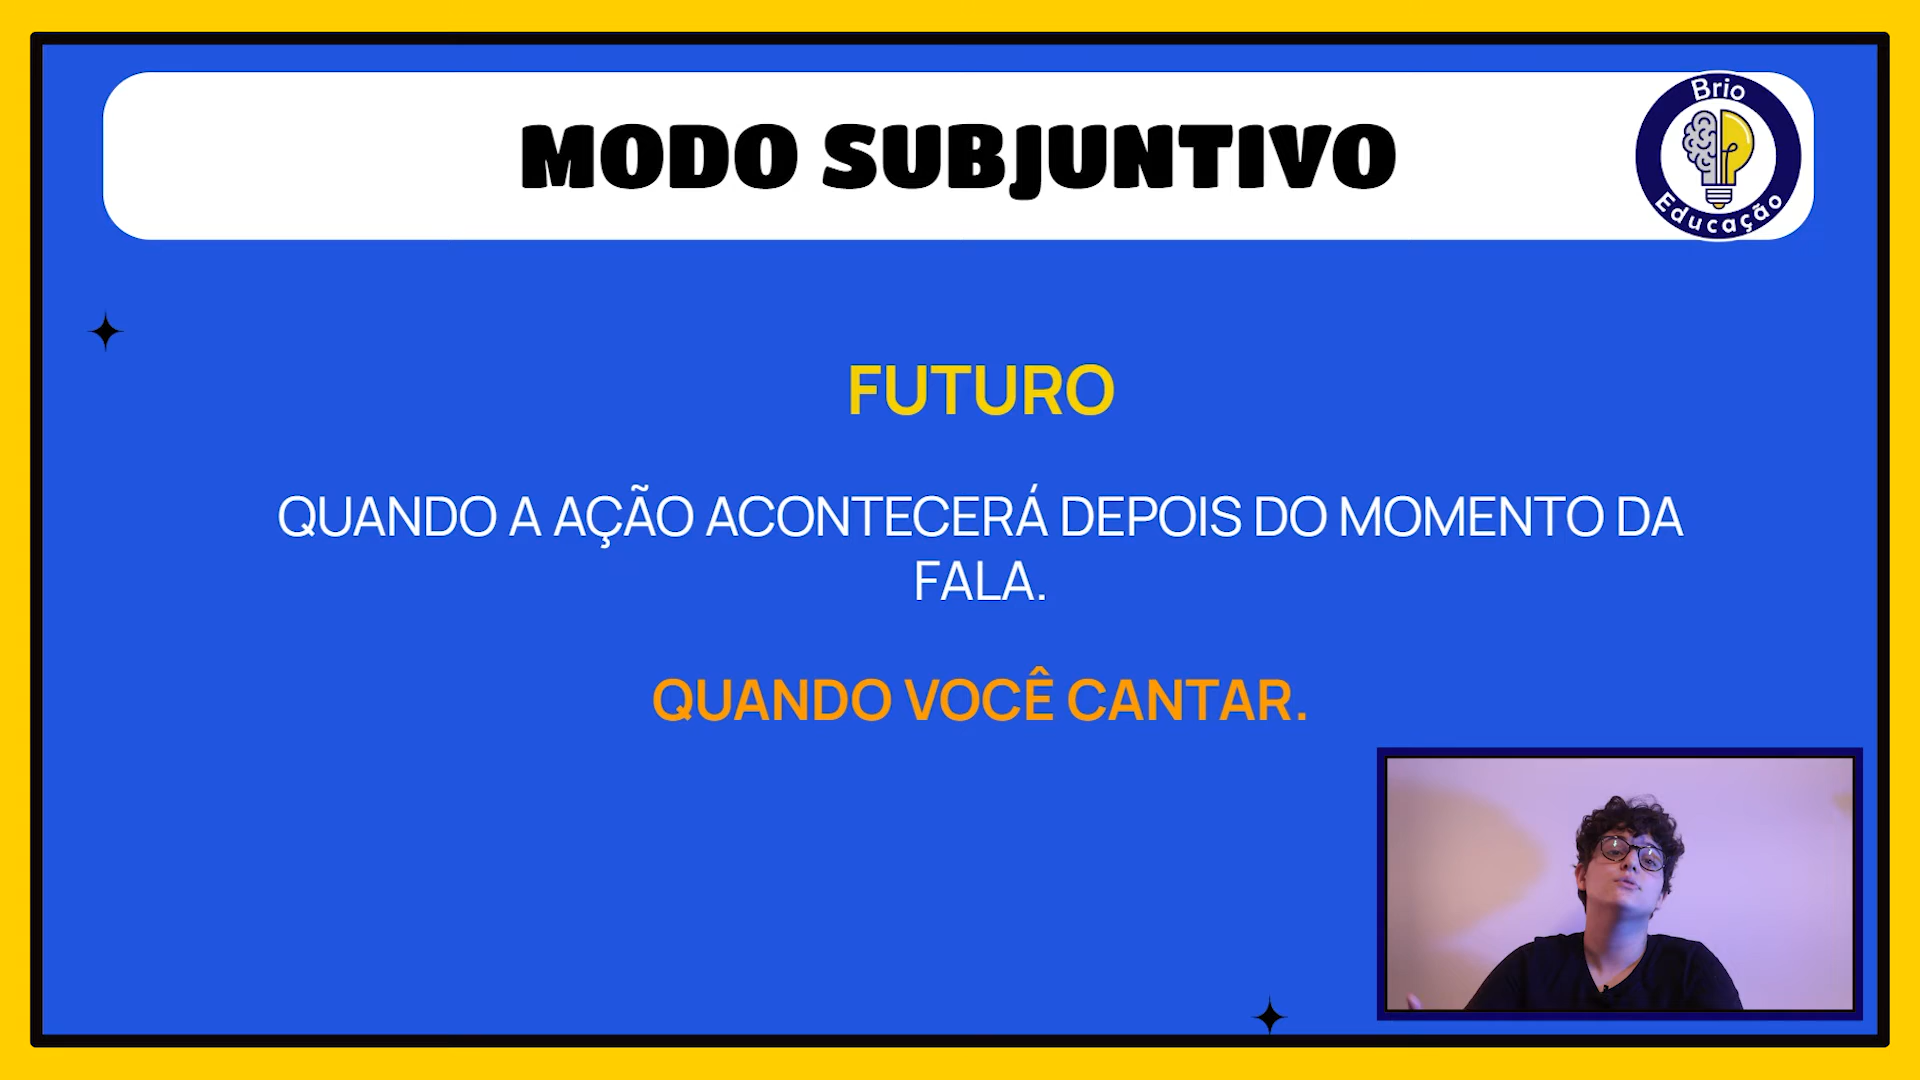 MODO SUBJUNTIVO
Brio
Educação
FUTURO
QUANDO A AÇÃO ACONTECERÁ DEPOIS DO MOMENTO DA
FALA.
QUANDO VOCÊ CANTAR.